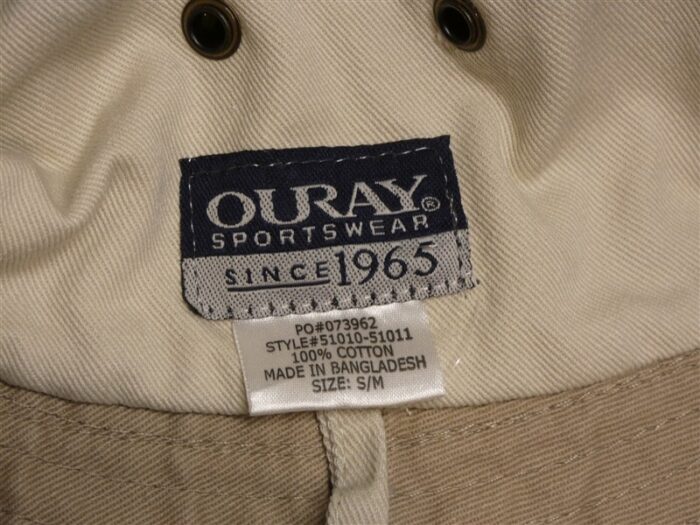 OURAY®
SPORTSWEAR
SINCE 1965
PO#073962
STYLE#51010-51011
100% COTTON
MADE IN BANGLADESH
SIZE: S/M